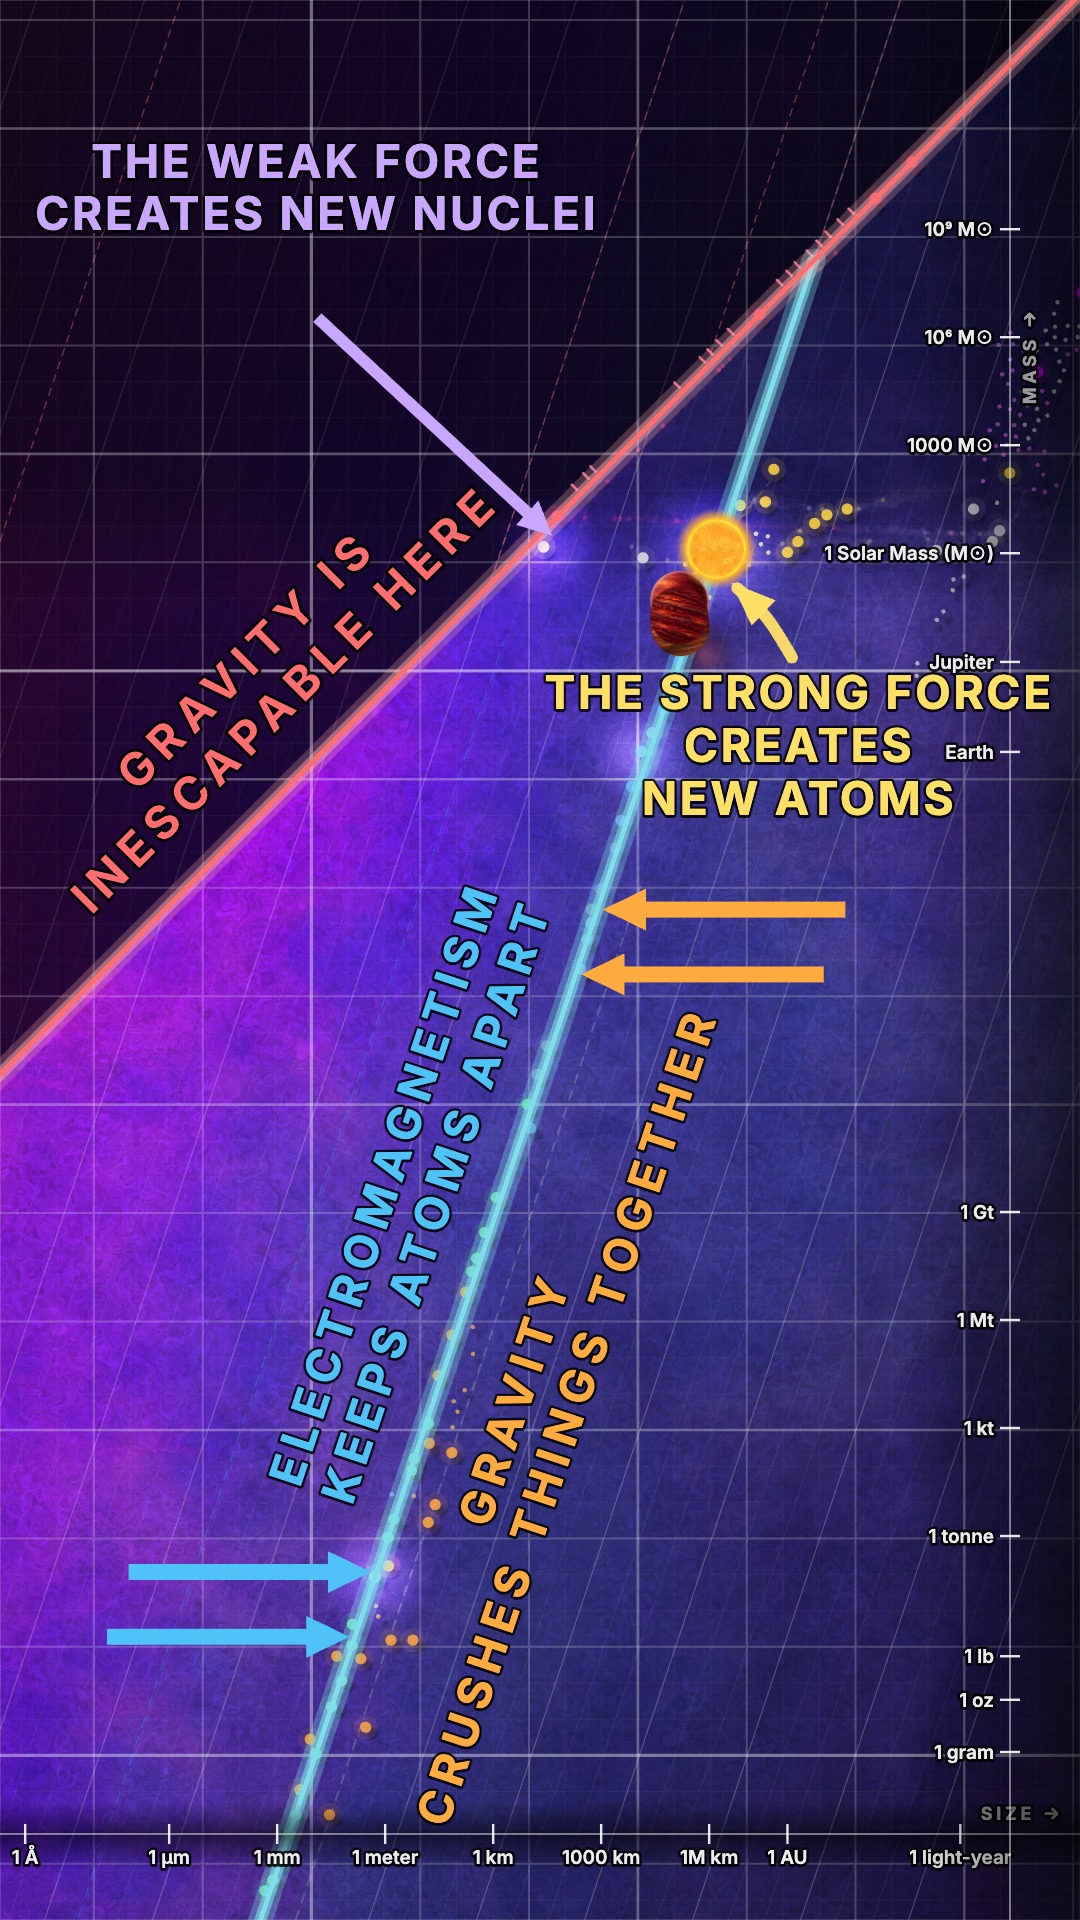 THE WEAK FORCE
CREATES NEW NUCLEI
10⁹ M☉
10⁶ M☉
MASS →
1000 M☉
1 Solar Mass (M☉)
GRAVITY IS
INESCAPABLE HERE
Jupiter
THE STRONG FORCE
CREATES
NEW ATOMS
Earth
ELECTROMAGNETISM
KEEPS ATOMS APART
GRAVITY
CRUSHES THINGS TOGETHER
1 Gt
1 Mt
1 kt
1 tonne
1 lb
1 oz
1 gram
SIZE →
1 Å
1 μm
1 mm
1 meter
1 km
1000 km
1M km
1 AU
1 light-year